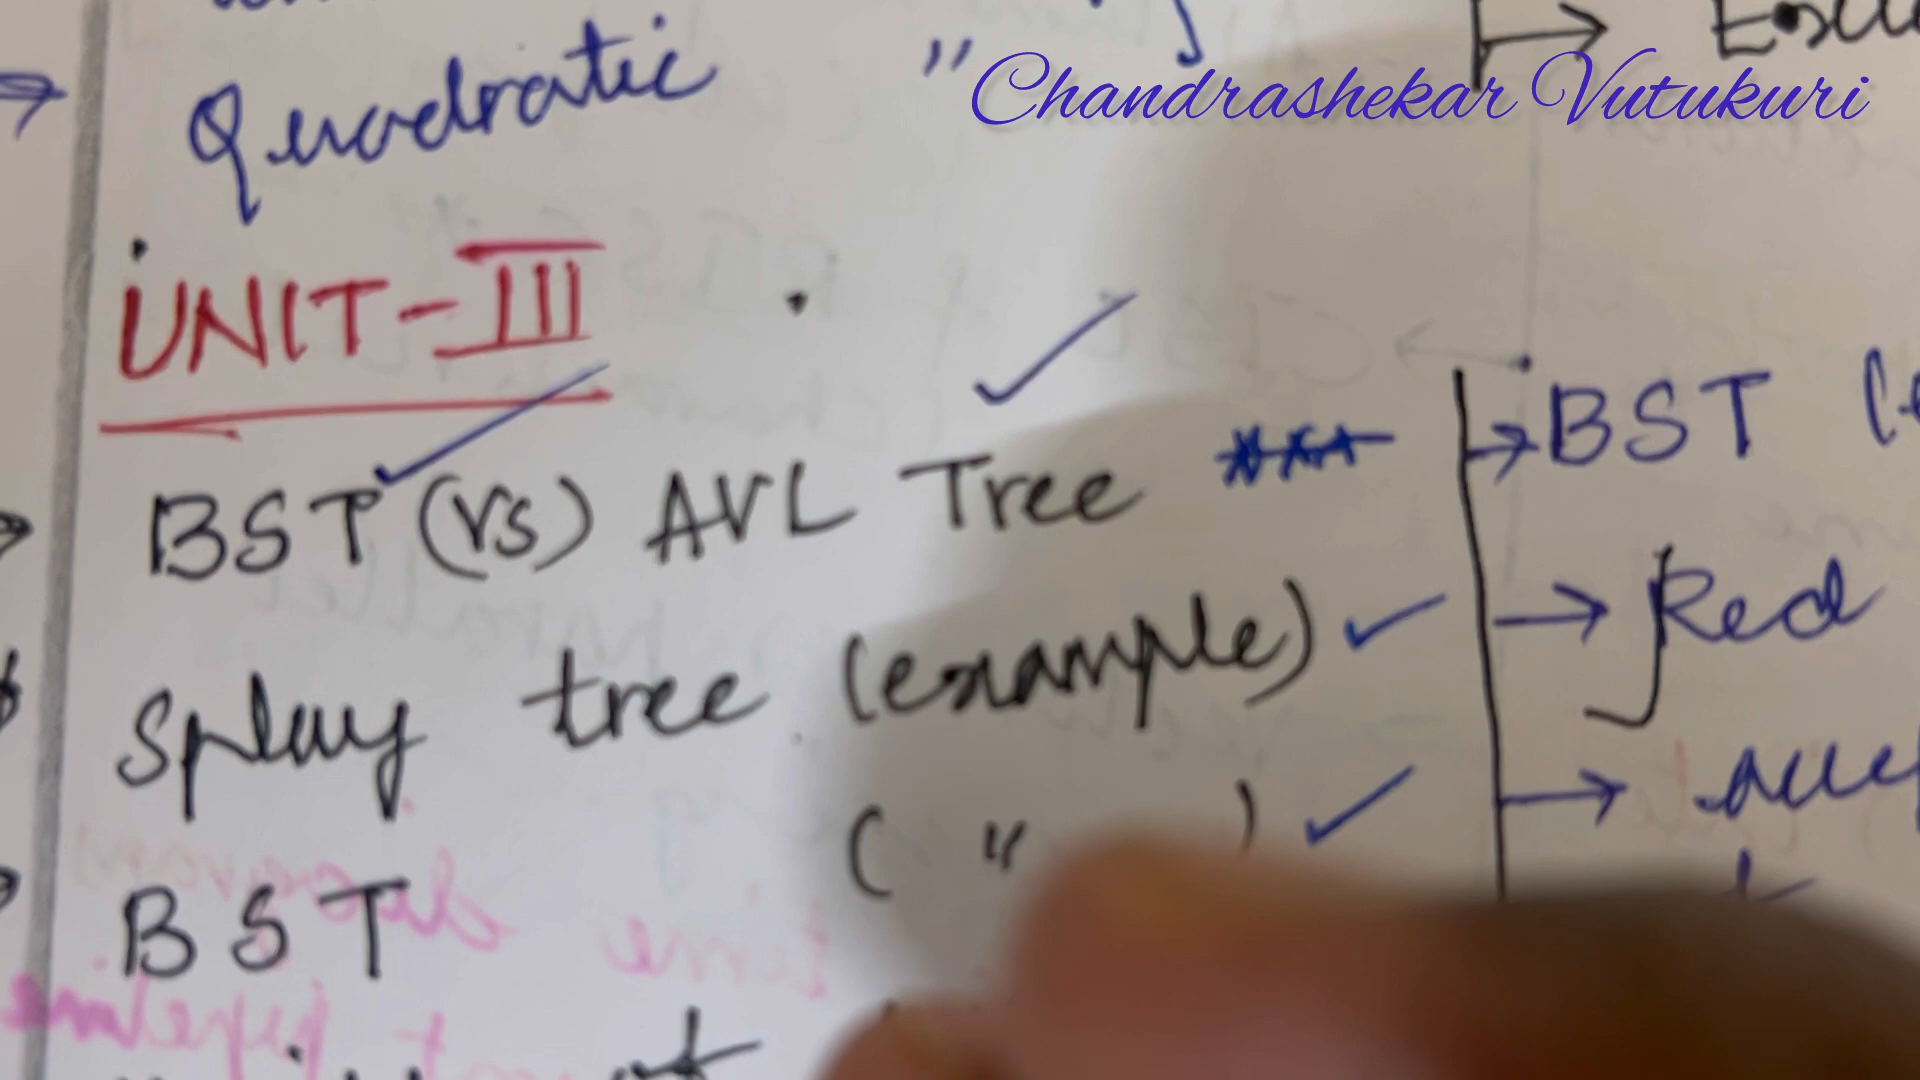 Quadratic "
Chandrashekar Vutukuri
UNIT-III
BST (vs) AVL Tree ***
Splay tree (example)
BST ( " )
BST
Red